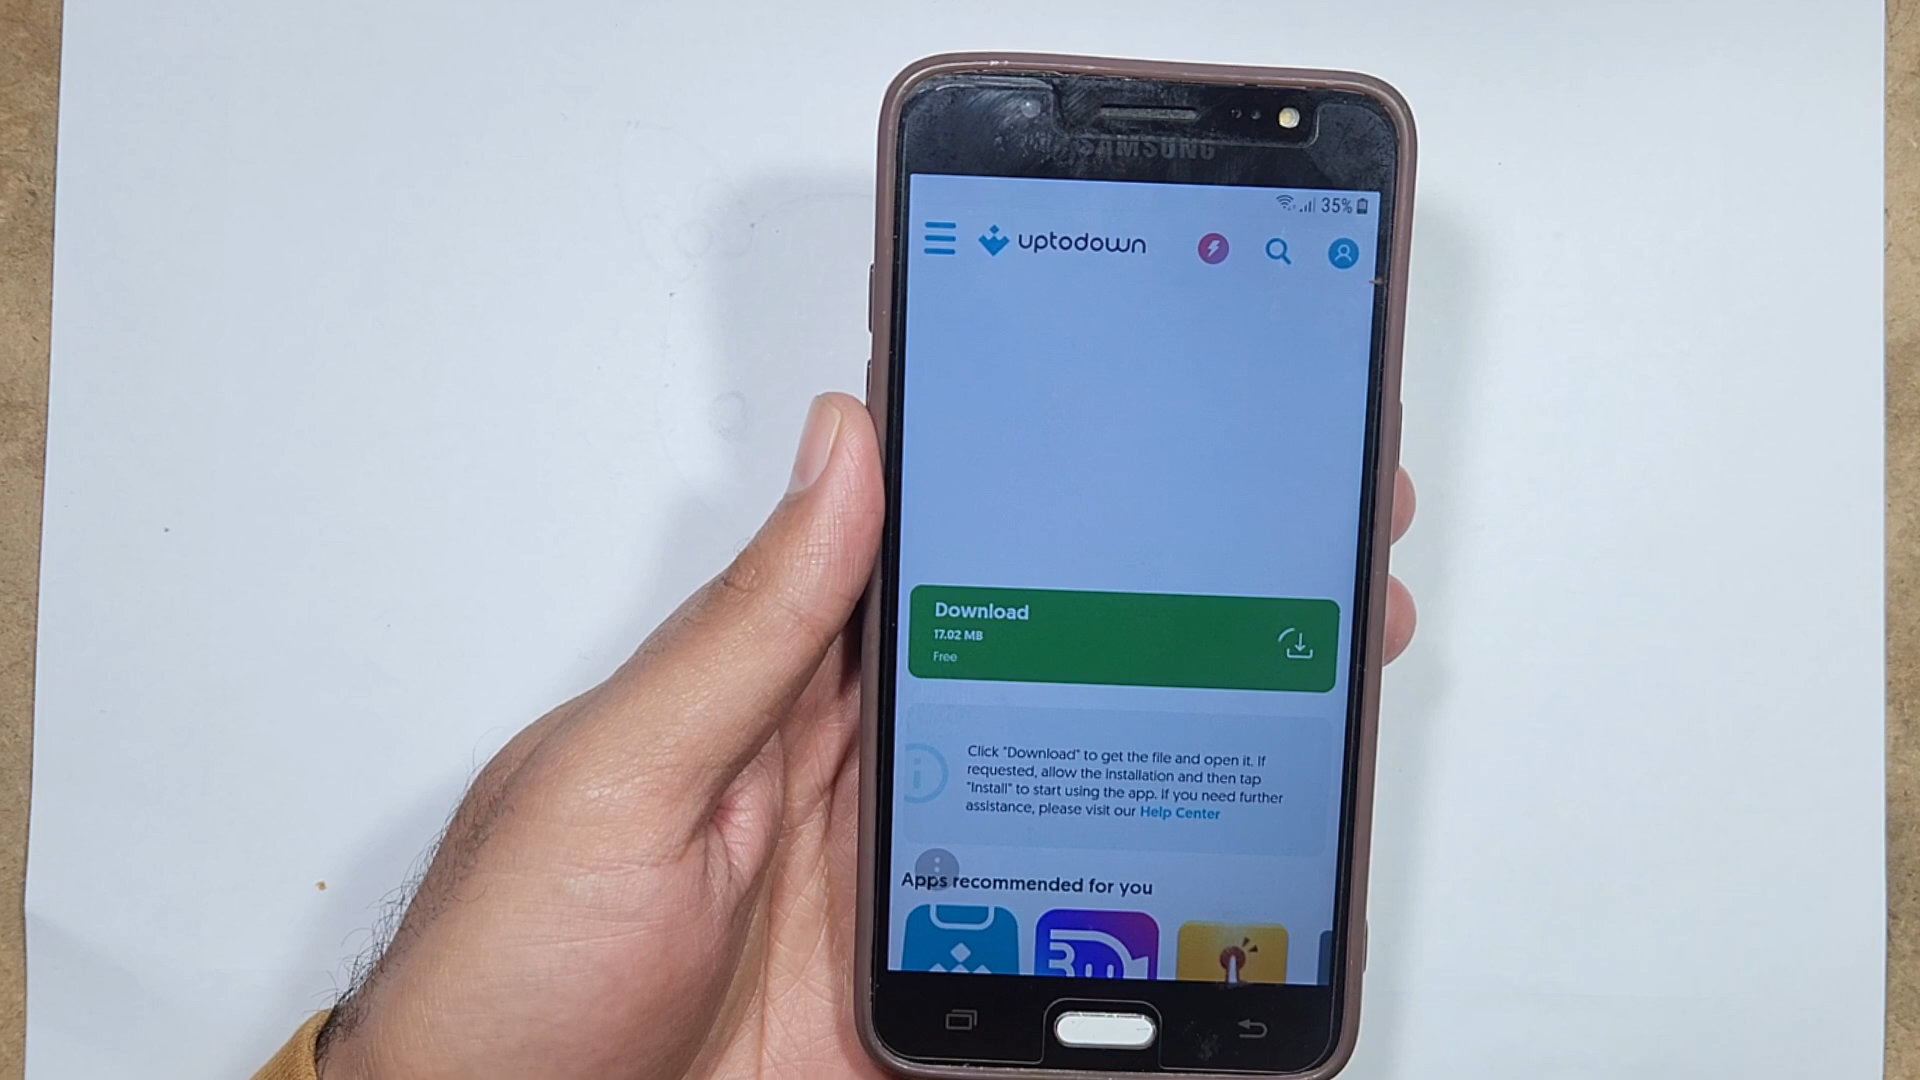 SAMSUNG
35%
uptodown
Download
17.02 MB
Free
Click "Download" to get the file and open it. If
requested, allow the installation and then tap
"Install" to start using the app. If you need further
assistance, please visit our Help Center
Apps recommended for you
3m